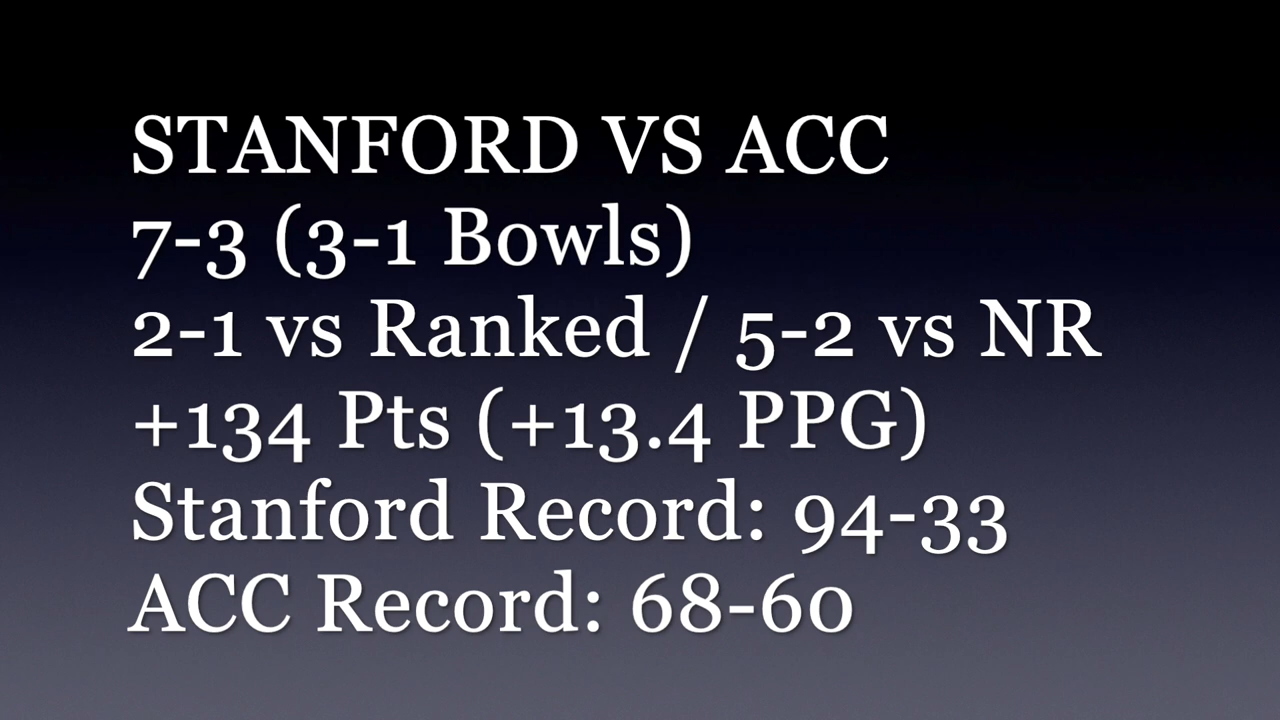 STANFORD VS ACC
7-3 (3-1 Bowls)
2-1 vs Ranked / 5-2 vs NR
+134 Pts (+13.4 PPG)
Stanford Record: 94-33
ACC Record: 68-60